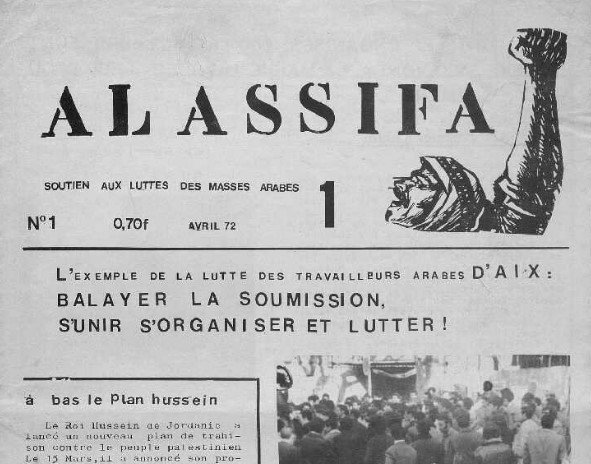 AL ASSIFA
SOUTIEN AUX LUTTES DES MASSES ARABES
1
N°1 0,70f AVRIL 72
L'EXEMPLE DE LA LUTTE DES TRAVAILLEURS ARABES D'AIX :
BALAYER LA SOUMISSION,
S'UNIR S'ORGANISER ET LUTTER !
á bas le Plan hussein
Le Roi Hussein de Jordanie a
lancé un nouveau plan de trahi-
son contre le peuple palestinien
Le 15 Mars, il a annoncé son pro-